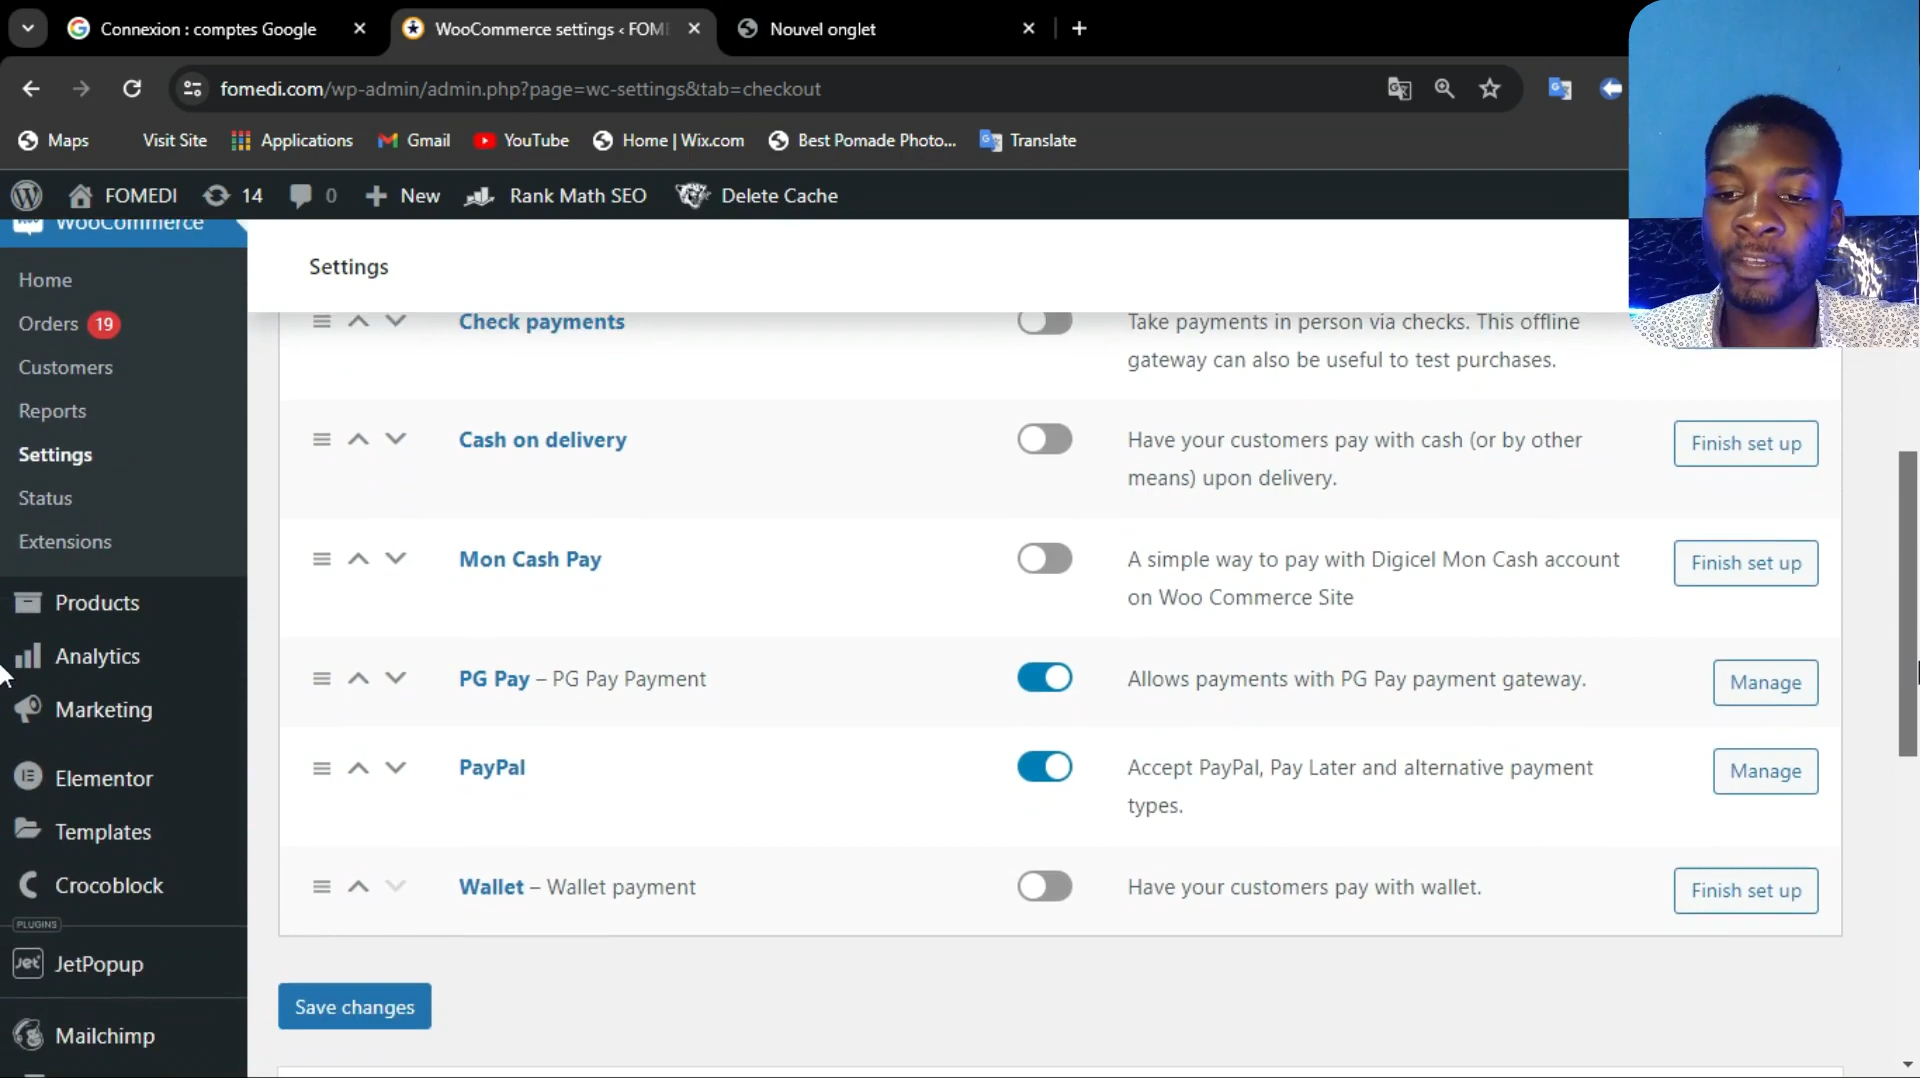 Connexion : comptes Google
WooCommerce settings ‹ FOM
Nouvel onglet
fomedi.com/wp-admin/admin.php?page=wc-settings&tab=checkout
Maps
Visit Site
Applications
Gmail
YouTube
Home | Wix.com
Best Pomade Photo...
Translate
FOMEDI
14
0
New
Rank Math SEO
Delete Cache
WooCommerce
Home
Orders 19
Customers
Reports
Settings
Status
Extensions
Products
Analytics
Marketing
Elementor
Templates
Crocoblock
PLUGINS
JetPopup
Mailchimp
Settings
Check payments
Take payments in person via checks. This offline
gateway can also be useful to test purchases.
Cash on delivery
Have your customers pay with cash (or by other
means) upon delivery.
Finish set up
Mon Cash Pay
A simple way to pay with Digicel Mon Cash account
on Woo Commerce Site
Finish set up
PG Pay – PG Pay Payment
Allows payments with PG Pay payment gateway.
Manage
PayPal
Accept PayPal, Pay Later and alternative payment
types.
Manage
Wallet – Wallet payment
Have your customers pay with wallet.
Finish set up
Save changes